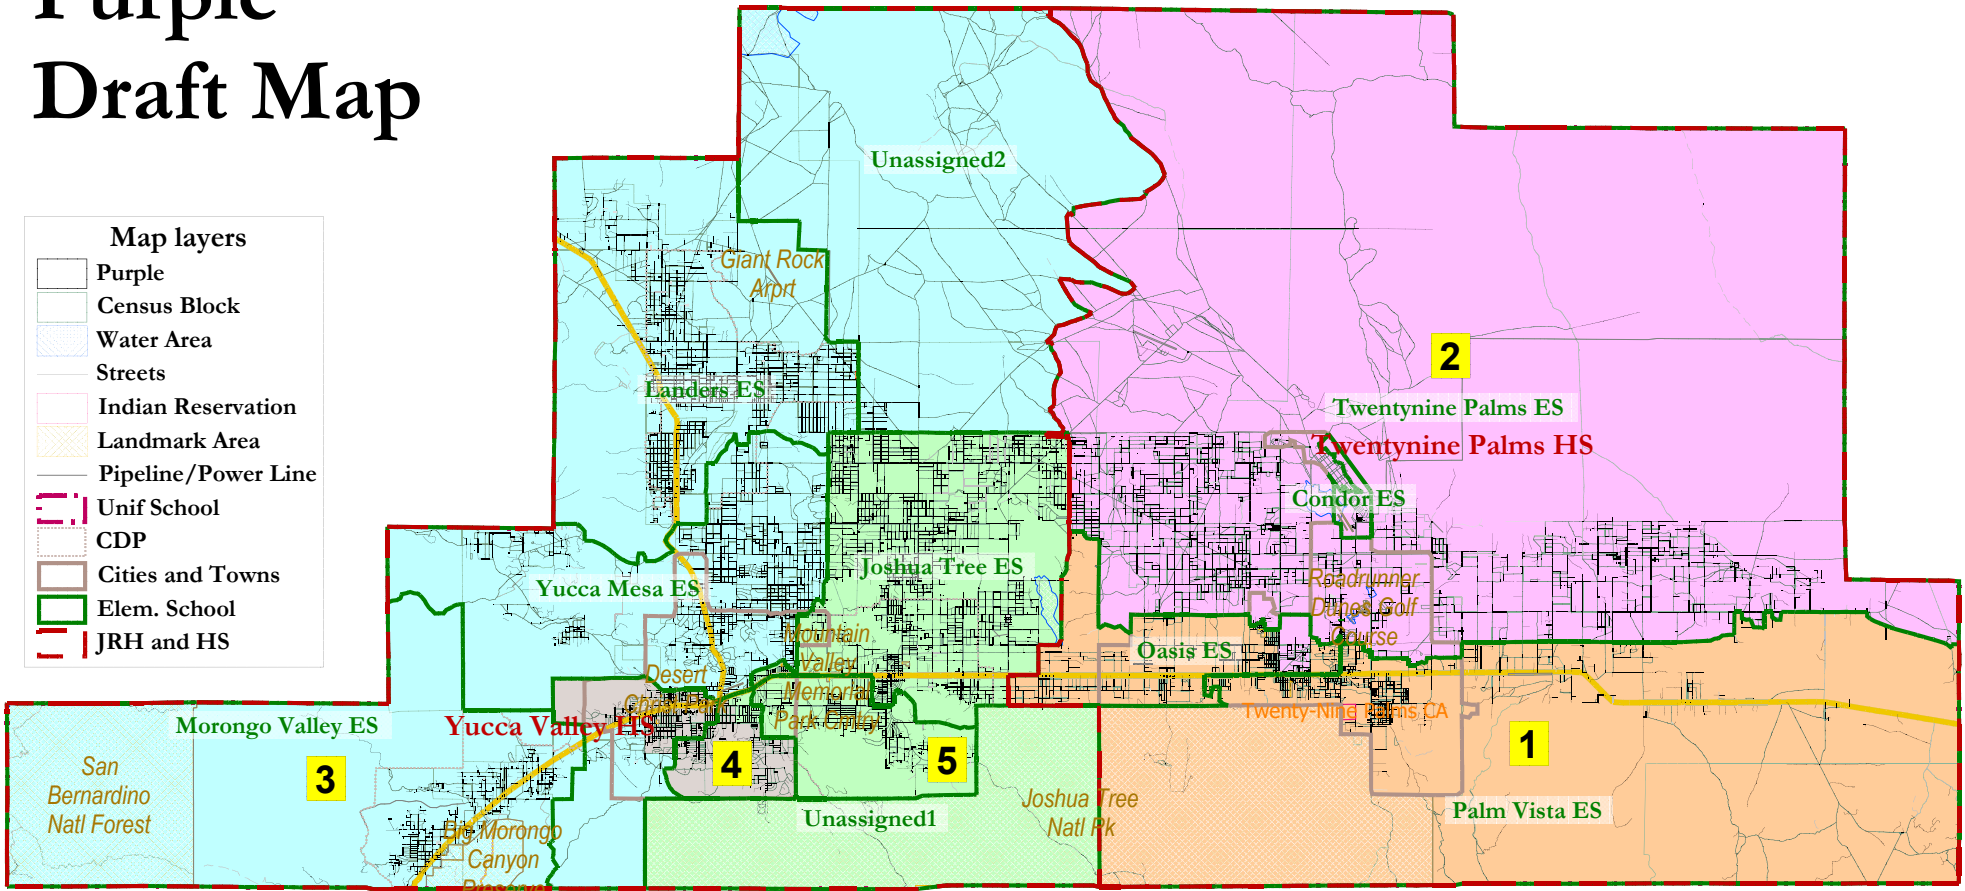 Purple
Draft Map
Map layers
Purple
Census Block
Water Area
Streets
Indian Reservation
Landmark Area
Pipeline/Power Line
Unif School
CDP
Cities and Towns
Elem. School
JRH and HS
Unassigned2
Giant Rock
Arprt
Landers ES
2
Twentynine Palms ES
Twentynine Palms HS
Condor ES
Joshua Tree ES
Yucca Mesa ES
Roadrunner
Dunes Golf
Course
Mountain
Valley
Memorial
Park Cmtry
Oasis ES
Desert
Christ Park
Twenty-Nine Palms CA
Morongo Valley ES
Yucca Valley HS
3
4
5
1
San
Bernardino
Natl Forest
Joshua Tree
Natl Pk
Palm Vista ES
Unassigned1
Big Morongo
Canyon
Preserve